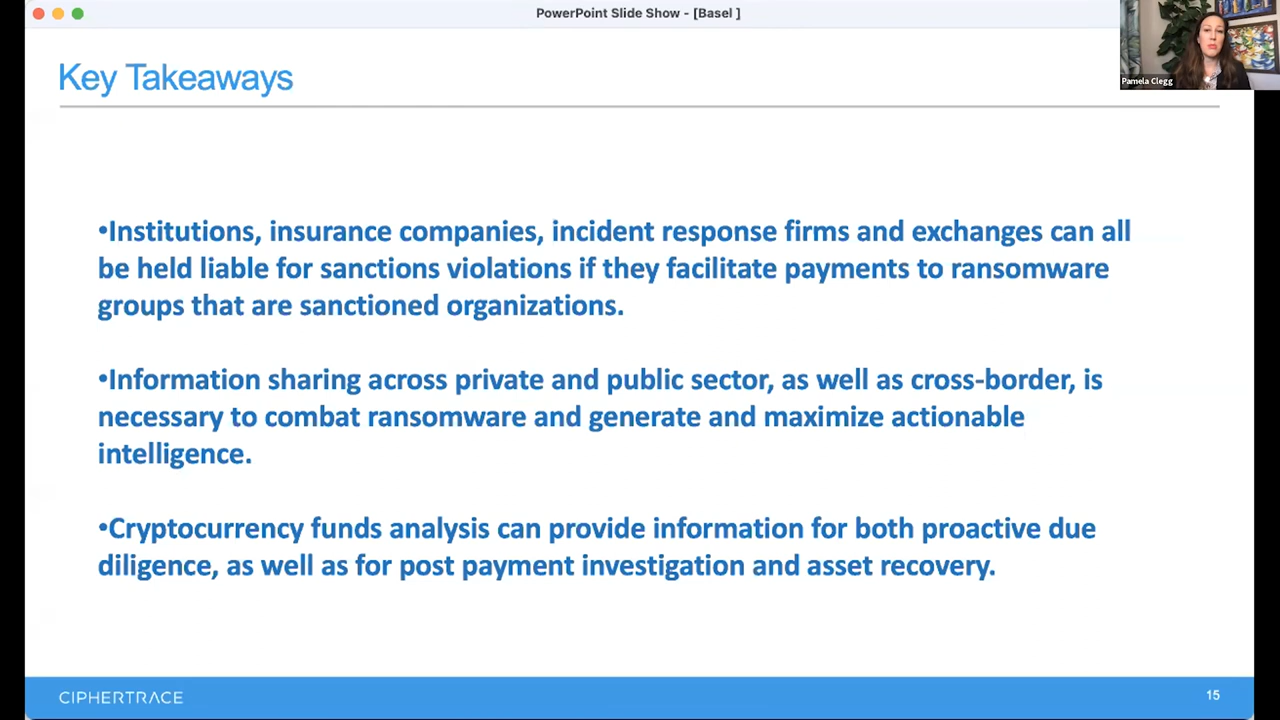 PowerPoint Slide Show - [Basel ]
Pamela Clegg
Key Takeaways
•Institutions, insurance companies, incident response firms and exchanges can all
be held liable for sanctions violations if they facilitate payments to ransomware
groups that are sanctioned organizations.
•Information sharing across private and public sector, as well as cross-border, is
necessary to combat ransomware and generate and maximize actionable
intelligence.
•Cryptocurrency funds analysis can provide information for both proactive due
diligence, as well as for post payment investigation and asset recovery.
CIPHERTRACE
15